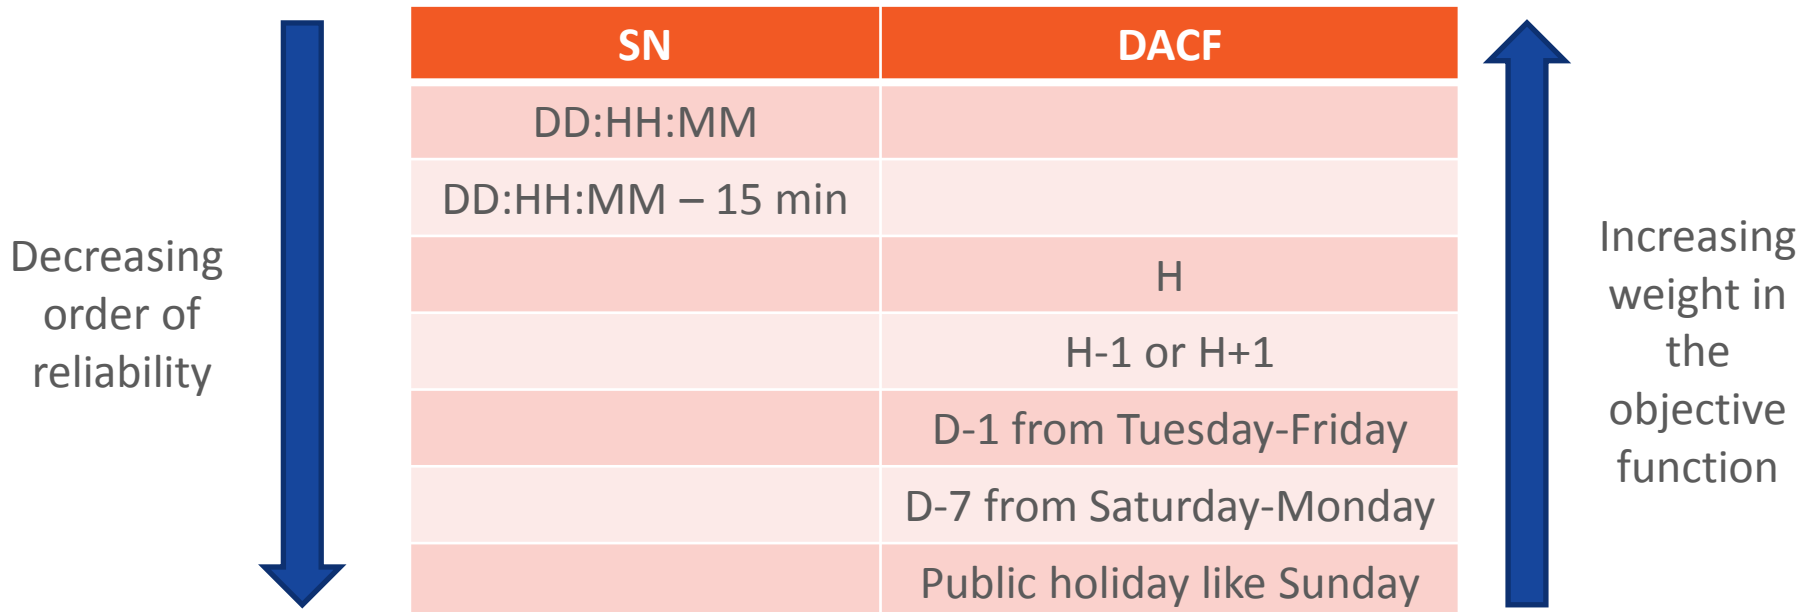 SN
DACF
DD:HH:MM
DD:HH:MM – 15 min
H
H-1 or H+1
D-1 from Tuesday-Friday
D-7 from Saturday-Monday
Public holiday like Sunday
Decreasing
order of
reliability
Increasing
weight in
the
objective
function